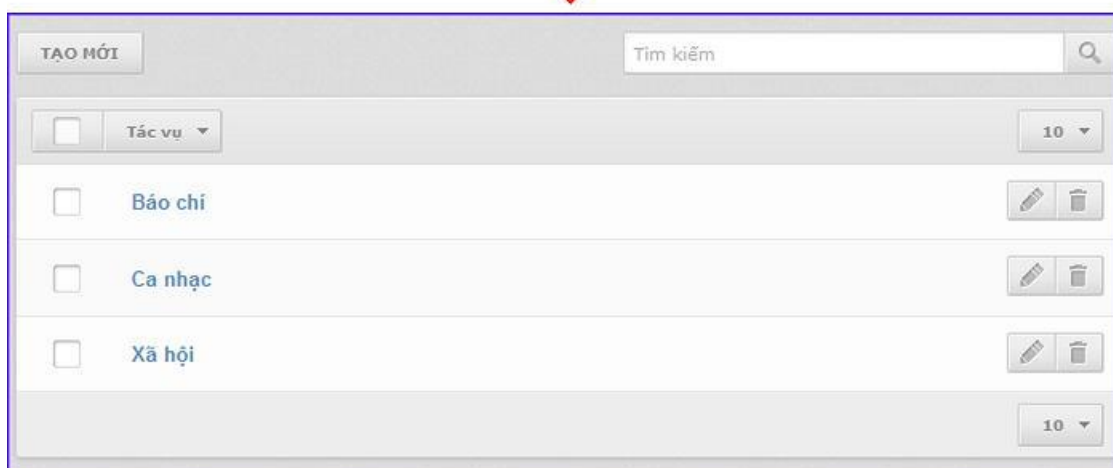 TẠO MỚI
Tìm kiếm
Tác vụ
10
Báo chí
Ca nhạc
Xã hội
10